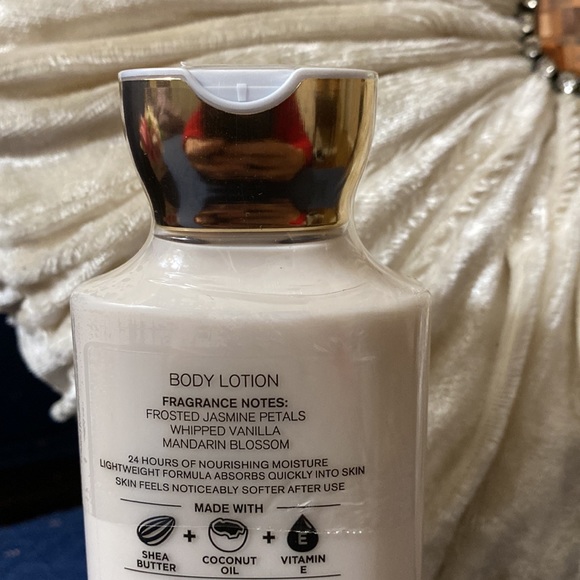 BODY LOTION
FRAGRANCE NOTES:
FROSTED JASMINE PETALS
WHIPPED VANILLA
MANDARIN BLOSSOM
24 HOURS OF NOURISHING MOISTURE
LIGHTWEIGHT FORMULA ABSORBS QUICKLY INTO SKIN
SKIN FEELS NOTICEABLY SOFTER AFTER USE
MADE WITH
+ + E
SHEA COCONUT VITAMIN
BUTTER OIL E